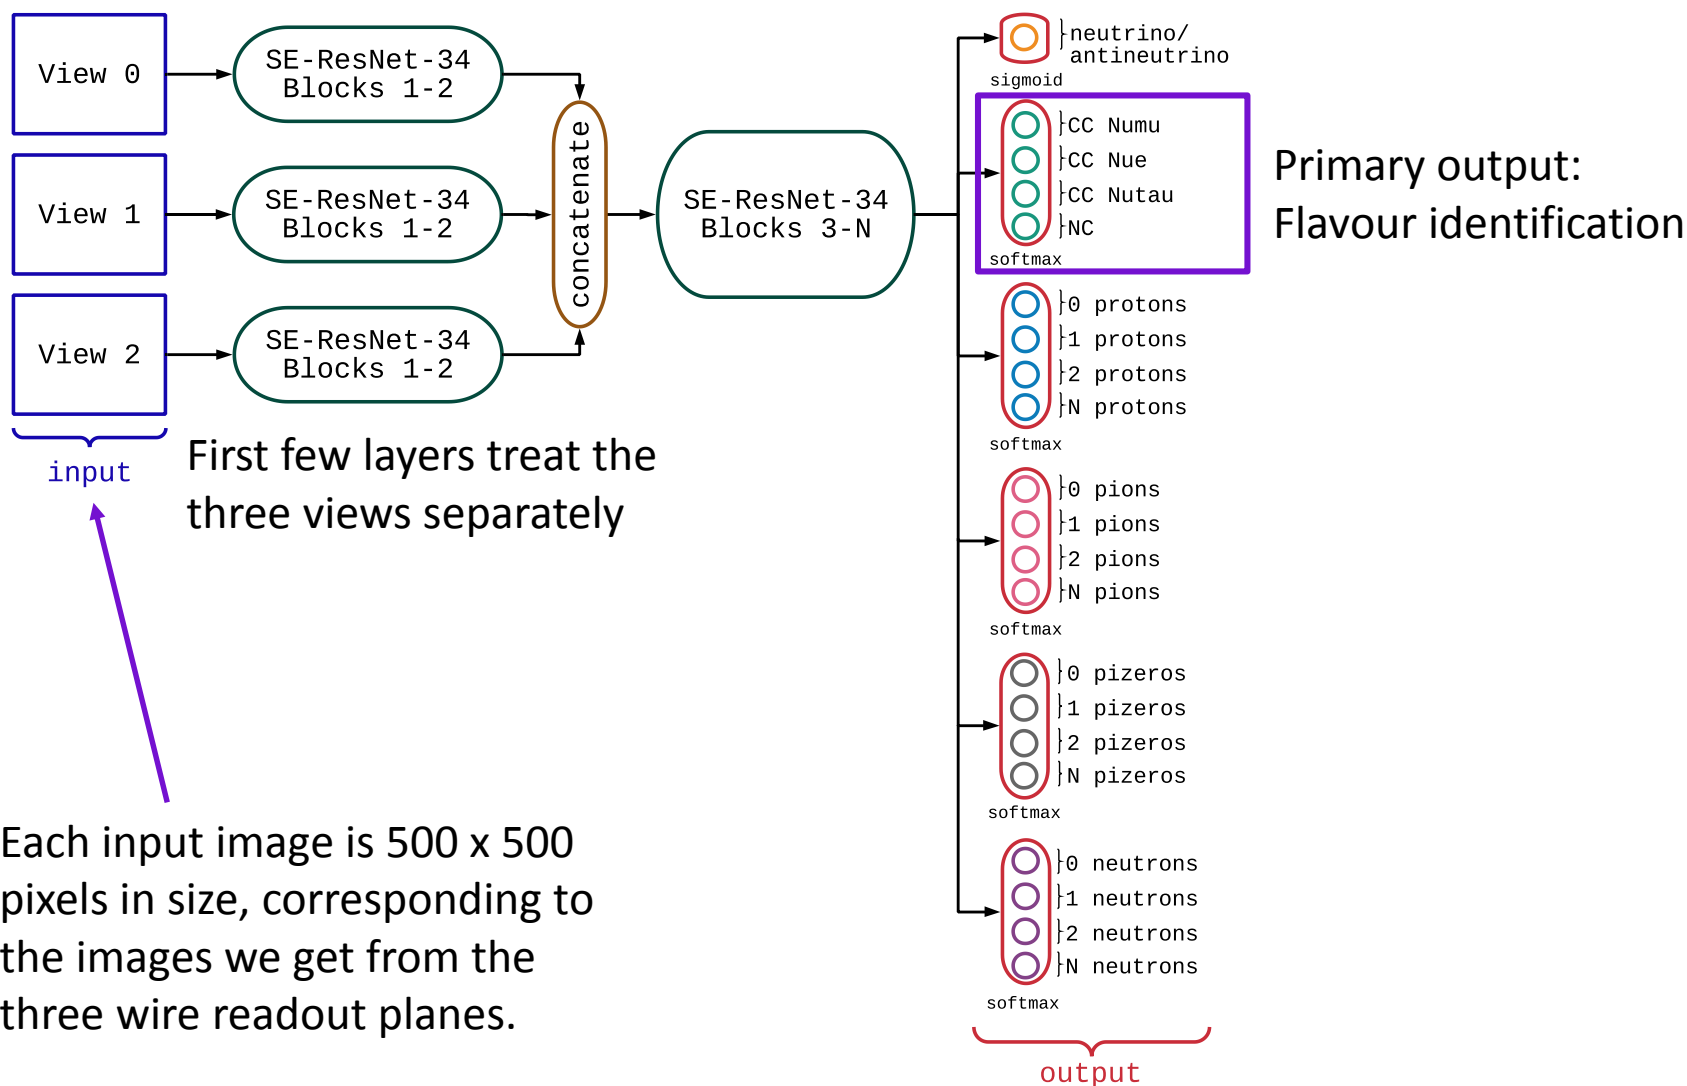 View 0
SE-ResNet-34
Blocks 1-2
View 1
SE-ResNet-34
Blocks 1-2
View 2
SE-ResNet-34
Blocks 1-2
input
concatenate
SE-ResNet-34
Blocks 3-N
First few layers treat the
three views separately
Each input image is 500 x 500
pixels in size, corresponding to
the images we get from the
three wire readout planes.
neutrino/
antineutrino
sigmoid
CC Numu
CC Nue
CC Nutau
NC
softmax
Primary output:
Flavour identification
0 protons
1 protons
2 protons
N protons
softmax
0 pions
1 pions
2 pions
N pions
softmax
0 pizeros
1 pizeros
2 pizeros
N pizeros
softmax
0 neutrons
1 neutrons
2 neutrons
N neutrons
softmax
output